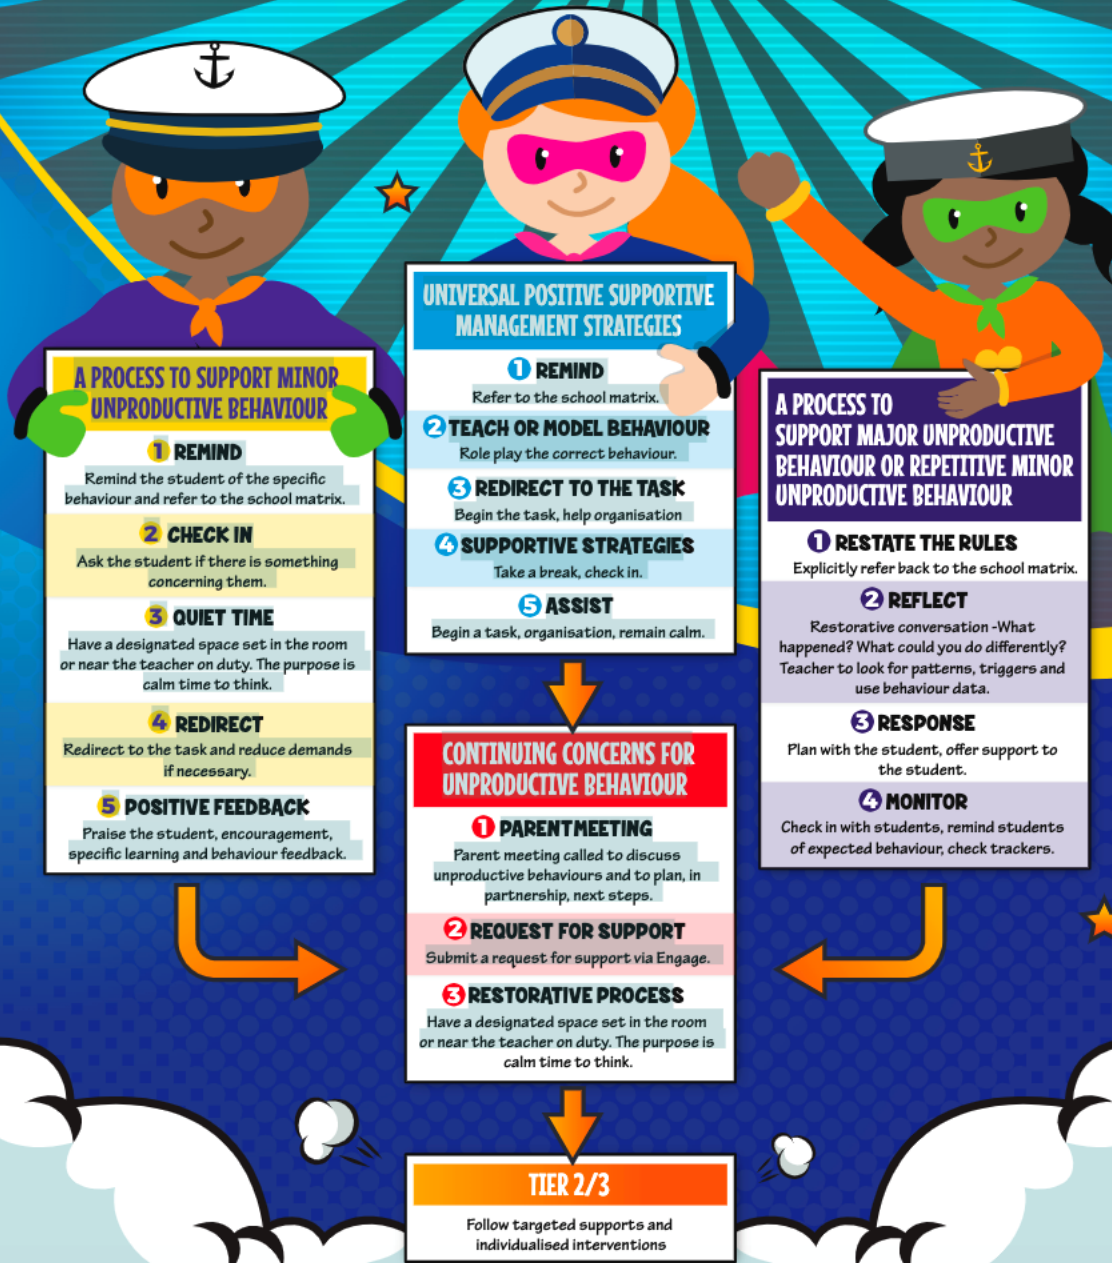 A PROCESS TO SUPPORT MINOR
UNPRODUCTIVE BEHAVIOUR
1 REMIND
Remind the student of the specific
behaviour and refer to the school matrix.
2 CHECK IN
Ask the student if there is something
concerning them.
3 QUIET TIME
Have a designated space set in the room
or near the teacher on duty. The purpose is
calm time to think.
4 REDIRECT
Redirect to the task and reduce demands
if necessary.
5 POSITIVE FEEDBACK
Praise the student, encouragement,
specific learning and behaviour feedback.
UNIVERSAL POSITIVE SUPPORTIVE
MANAGEMENT STRATEGIES
1 REMIND
Refer to the school matrix.
2 TEACH OR MODEL BEHAVIOUR
Role play the correct behaviour.
3 REDIRECT TO THE TASK
Begin the task, help organisation
4 SUPPORTIVE STRATEGIES
Take a break, check in.
5 ASSIST
Begin a task, organisation, remain calm.
A PROCESS TO
SUPPORT MAJOR UNPRODUCTIVE
BEHAVIOUR OR REPETITIVE MINOR
UNPRODUCTIVE BEHAVIOUR
1 RESTATE THE RULES
Explicitly refer back to the school matrix.
2 REFLECT
Restorative conversation -What
happened? What could you do differently?
Teacher to look for patterns, triggers and
use behaviour data.
3 RESPONSE
Plan with the student, offer support to
the student.
4 MONITOR
Check in with students, remind students
of expected behaviour, check trackers.
CONTINUING CONCERNS FOR
UNPRODUCTIVE BEHAVIOUR
1 PARENT MEETING
Parent meeting called to discuss
unproductive behaviours and to plan, in
partnership, next steps.
2 REQUEST FOR SUPPORT
Submit a request for support via Engage.
3 RESTORATIVE PROCESS
Have a designated space set in the room
or near the teacher on duty. The purpose is
calm time to think.
TIER 2/3
Follow targeted supports and
individualised interventions